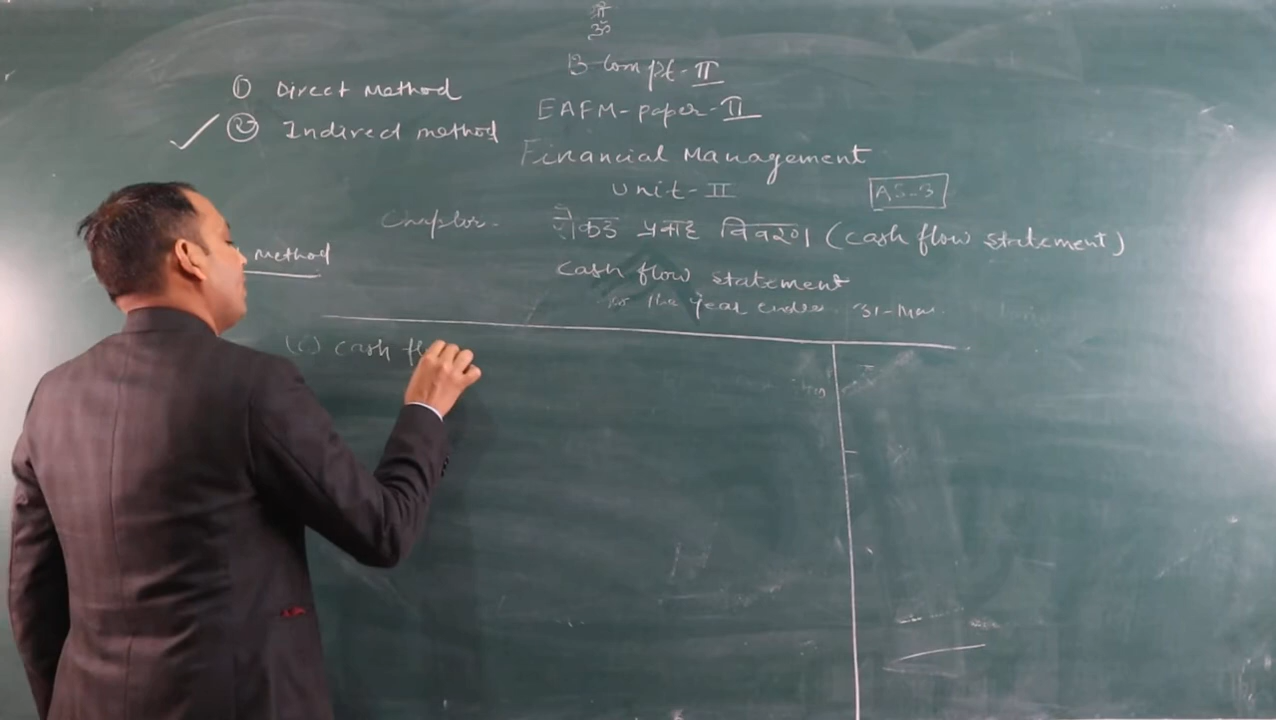 ॐ
B-Com pt-II
① Direct Method
EAFM-paper-II
✓ ② Indirect method
Financial Management
Unit-II
AS-3
Chapter- रोकड़ प्रवाह विवरण (cash flow statement)
Method
Cash flow statement
for the year ended 31-Mar
(C) cash fl